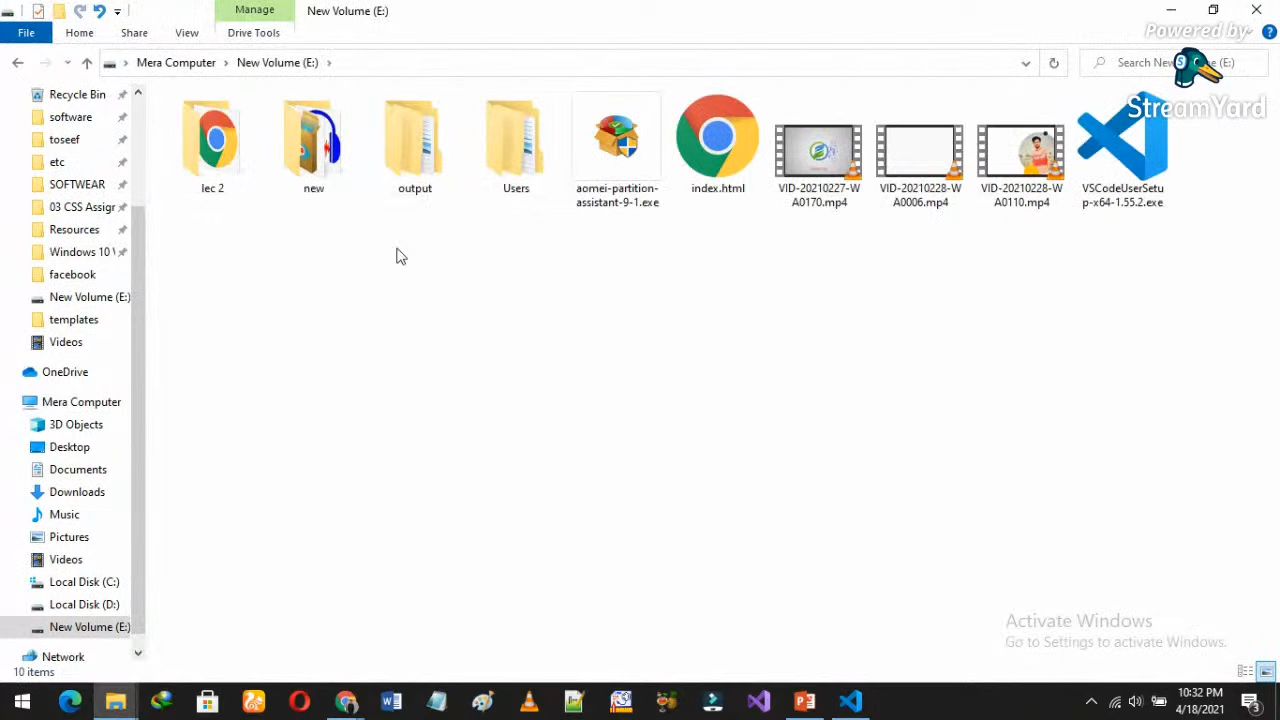 Manage
New Volume (E:)
File
Home
Share
View
Drive Tools
Powered by
Mera Computer
New Volume (E:)
Search New
e (E:)
StreamYard
Recycle Bin
software
toseef
etc
SOFTWEAR
03 CSS Assigr
Resources
Windows 10 \
facebook
New Volume (E:)
templates
Videos
OneDrive
Mera Computer
3D Objects
Desktop
Documents
Downloads
Music
Pictures
Videos
Local Disk (C:)
Local Disk (D:)
New Volume (E:)
Network
lec 2
new
output
Users
aomei-partition-
assistant-9-1.exe
index.html
VID-20210227-W
A0170.mp4
VID-20210228-W
A0006.mp4
VID-20210228-W
A0110.mp4
VSCodeUserSetu
p-x64-1.55.2.exe
Activate Windows
Go to Settings to activate Windows.
10 items
10:32 PM
4/18/2021
3